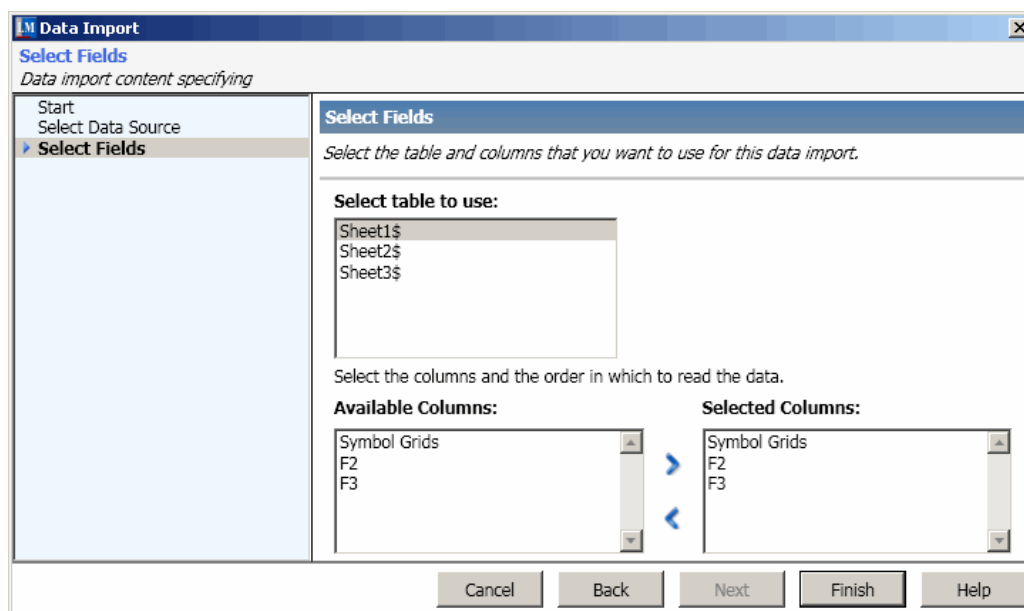 LM Data Import
Select Fields
Data import content specifying
Start
Select Data Source
Select Fields
Select Fields
Select the table and columns that you want to use for this data import.
Select table to use:
Sheet1$
Sheet2$
Sheet3$
Select the columns and the order in which to read the data.
Available Columns:
Symbol Grids
F2
F3
Selected Columns:
Symbol Grids
F2
F3
Cancel Back Next Finish Help